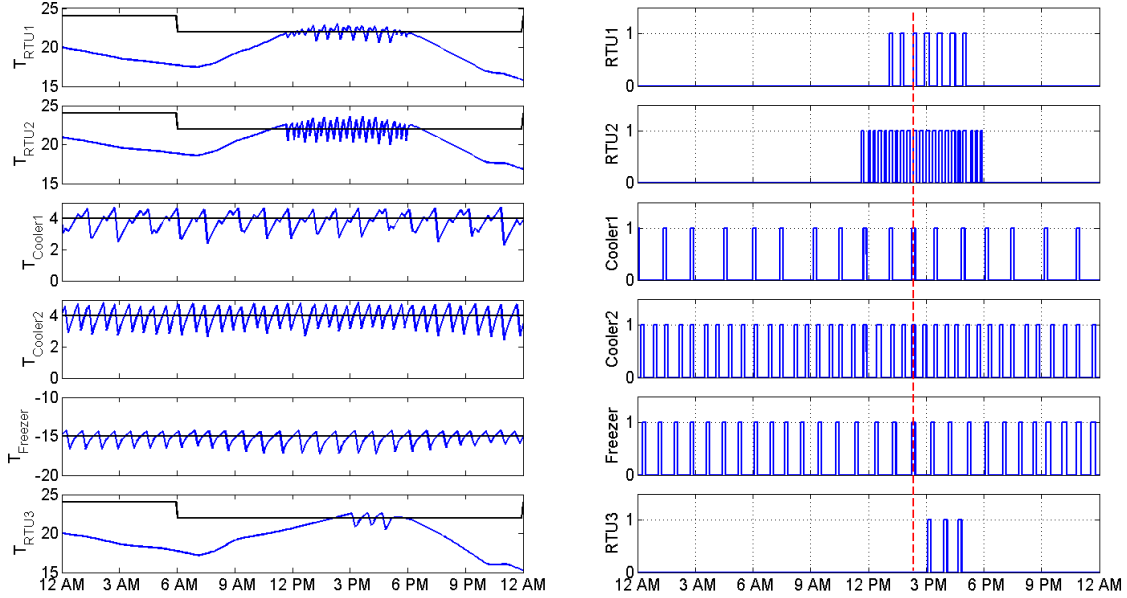 25
20
15
T_RTU1
25
20
15
T_RTU2
4
2
0
T_Cooler1
4
2
0
T_Cooler2
-10
-15
-20
T_Freezer
25
20
15
T_RTU3
12 AM 3 AM 6 AM 9 AM 12 PM 3 PM 6 PM 9 PM 12 AM
1
0
RTU1
1
0
RTU2
1
0
Cooler1
1
0
Cooler2
1
0
Freezer
1
0
RTU3
12 AM 3 AM 6 AM 9 AM 12 PM 3 PM 6 PM 9 PM 12 AM